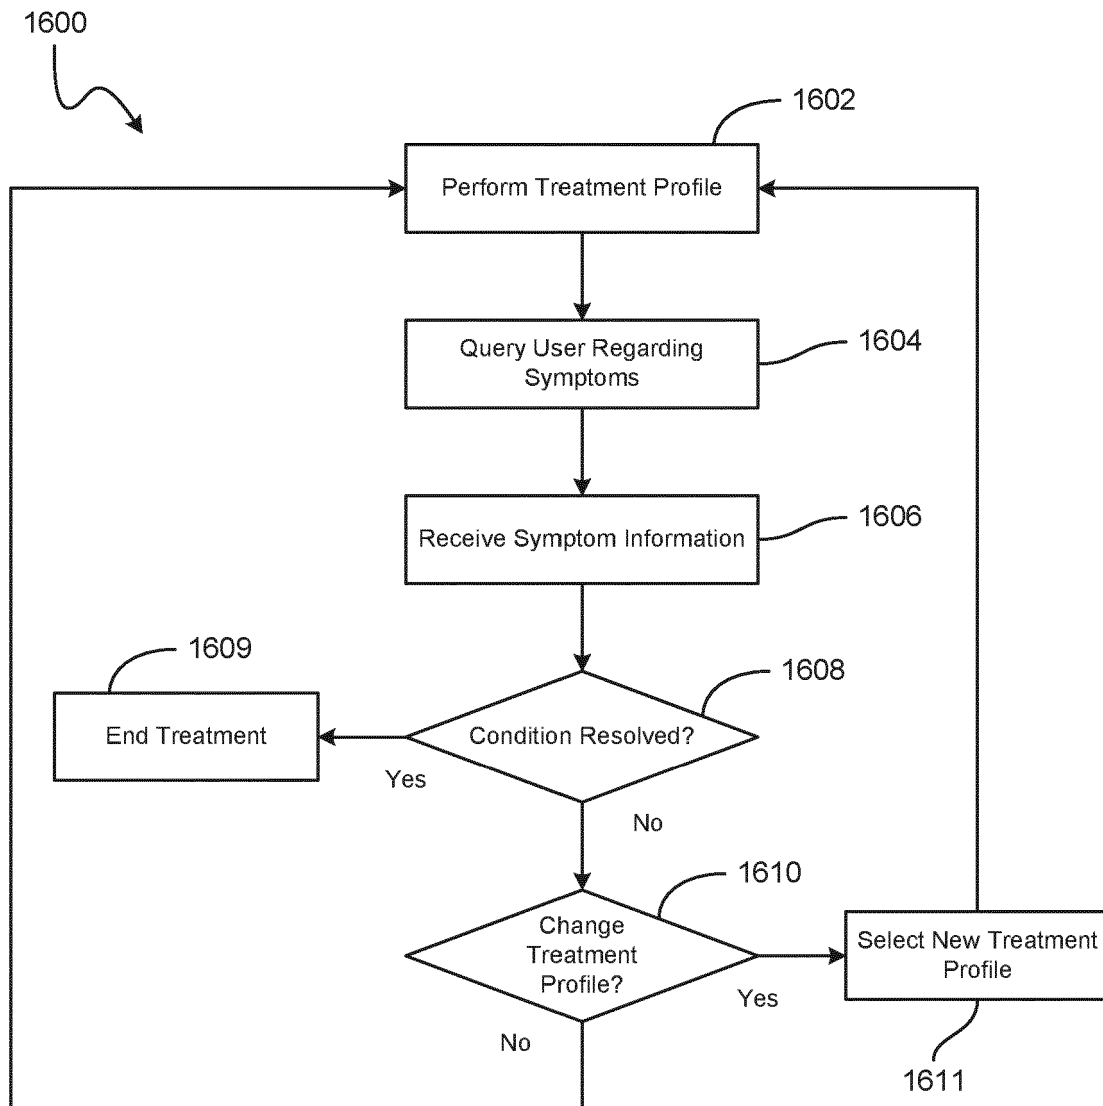 1600
1602
Perform Treatment Profile
Query User Regarding
Symptoms
1604
Receive Symptom Information
1606
1609
End Treatment
1608
Condition Resolved?
Yes
No
1610
Change
Treatment
Profile?
Yes
Select New Treatment
Profile
No
1611